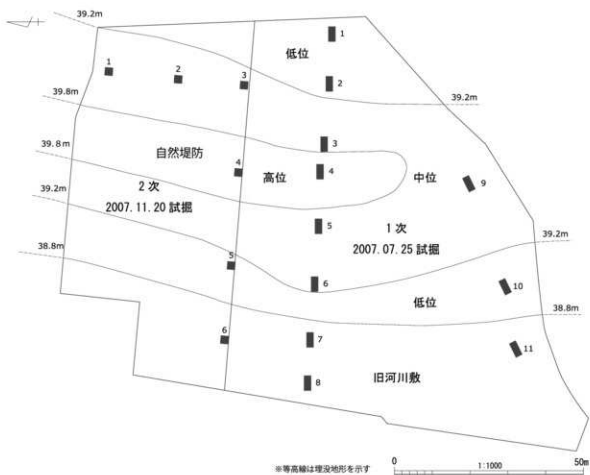 39.2m
1
低位
1
2
3
2
39.8m
39.2m
3
自然堤防
39.8m
4
高位
4
中位
9
2次
2007.11.20 試掘
39.2m
5
1次
2007.07.25 試掘
39.2m
38.8m
5
6
低位
10
38.8m
6
7
11
8
旧河川敷
※等高線は埋没地形を示す
0
1:1000
50m